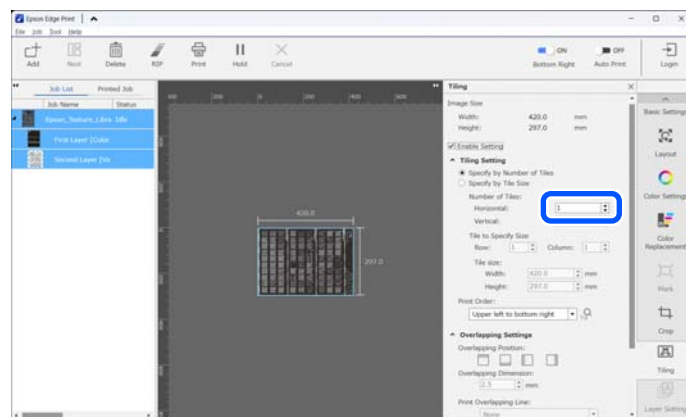 Epson Edge Print
File Job Tool Help
Add Nest Delete RIP Print Hold Cancel
ON OFF
Bottom Right Auto Print Login
Job List Printed Job
Job Name Status
Epson_Texture_Libra Idle
First Layer [Color
Second Layer [Va
420.0
297.0
Tiling
Image Size
Width: 420.0 mm
Height: 297.0 mm
Enable Setting
Tiling Setting
Specify by Number of Tiles
Specify by Tile Size
Number of Tiles:
Horizontal: 1
Vertical:
Tile to Specify Size
Row: 1 Column: 1
Tile size:
Width: 420.0 mm
Height: 297.0 mm
Print Order:
Upper left to bottom right
Overlapping Settings
Overlapping Position:
Overlapping Dimension:
2.5 mm
Print Overlapping Line:
None
Basic Settings
Layout
Color Settings
Color
Replacement
Mark
Crop
Tiling
Layer Setting